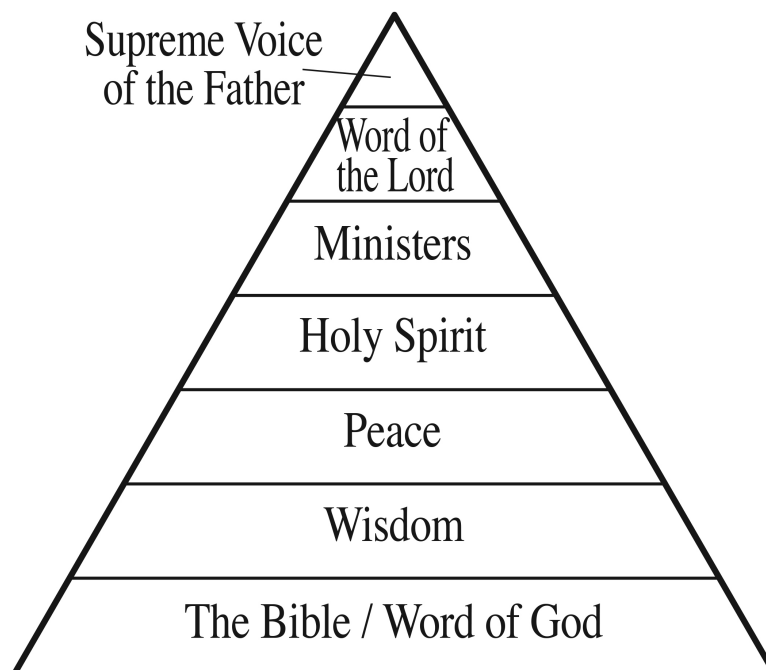 Supreme Voice
of the Father
Word of
the Lord
Ministers
Holy Spirit
Peace
Wisdom
The Bible / Word of God